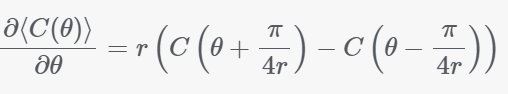 ∂⟨C(θ)⟩/∂θ = r(C(θ + π/4r) − C(θ − π/4r))